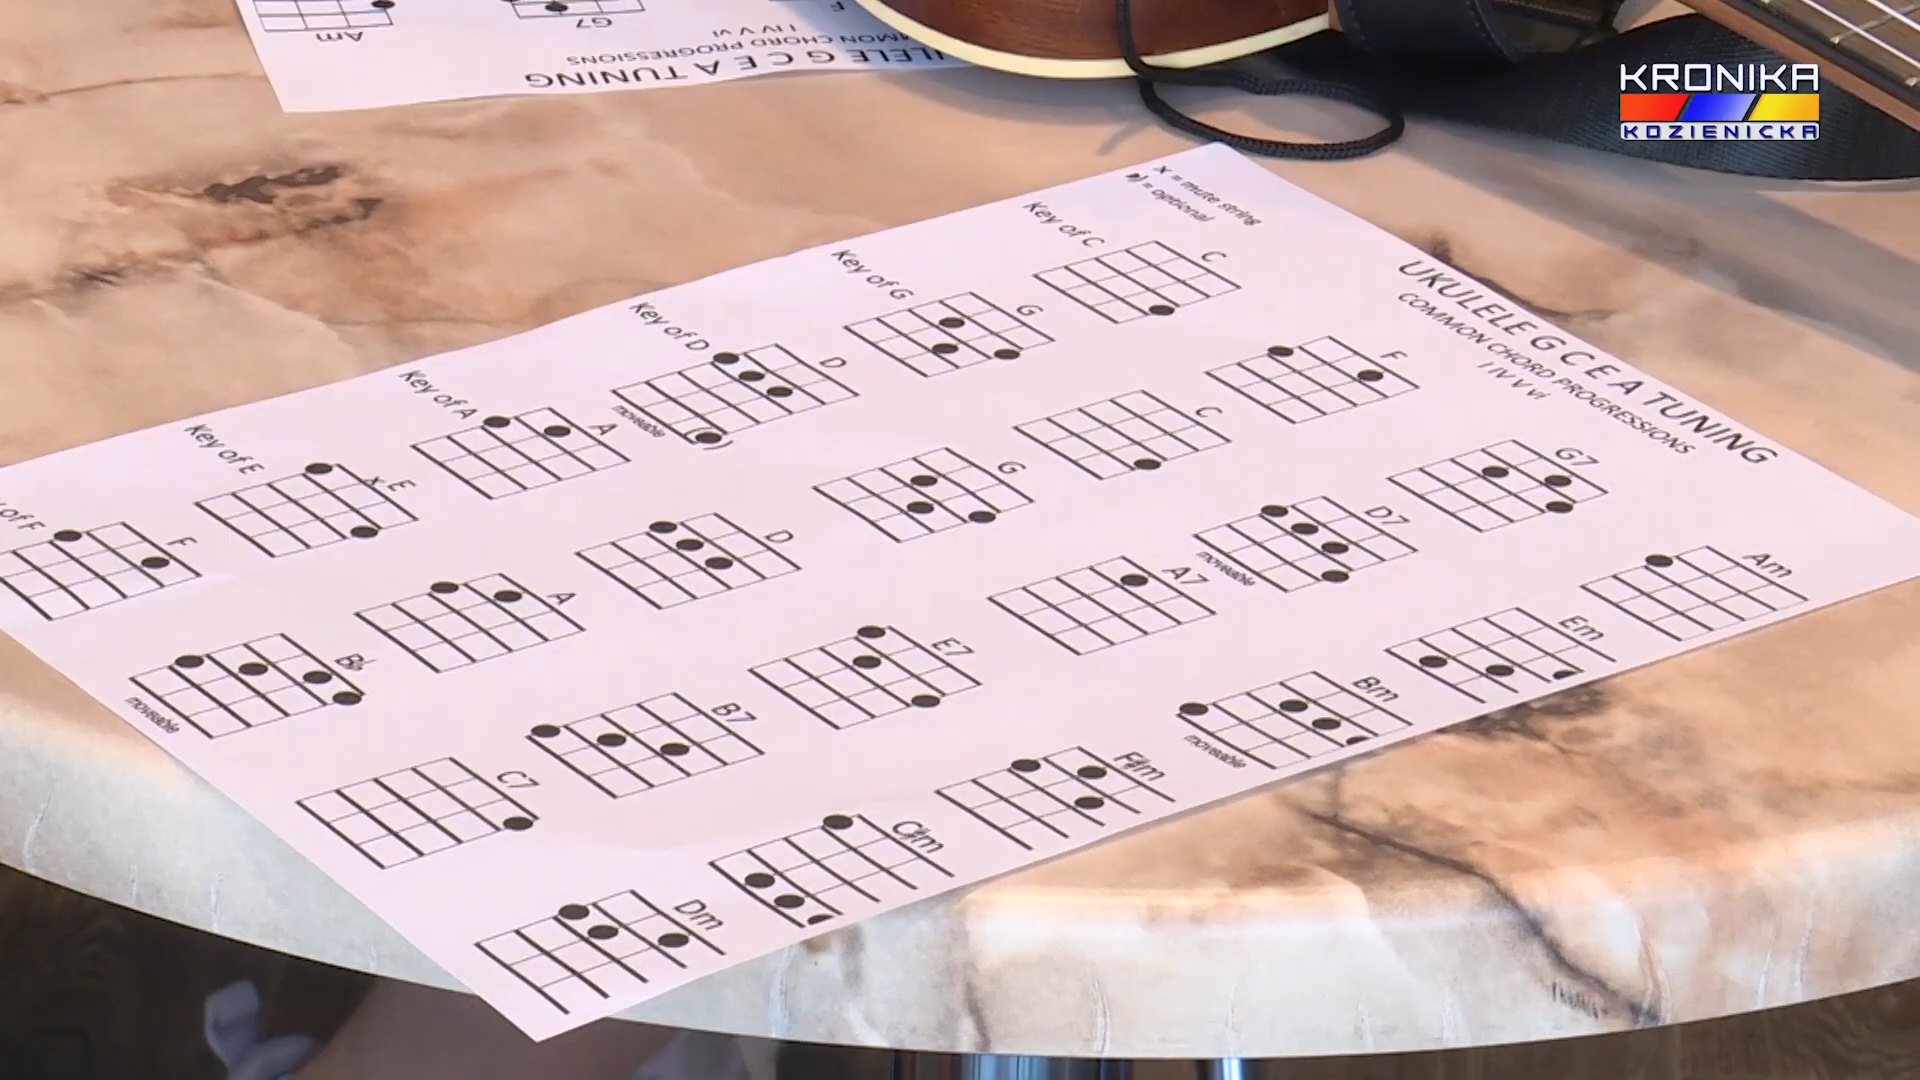 KRONIKA
KOZIENICKA
UKULELE G C E A TUNING
COMMON CHORD PROGRESSIONS
I IV V vi
x = mute string
= optional
Key of C
C
F
G7
Am
Key of G
G
C
D7
moveable
Em
Key of D
D
moveable
G
A7
Bm
moveable
Key of A
A
D
E7
F#m
Key of E
x E
A
B7
C#m
of F
F
Bb
moveable
C7
Dm
G C E A TUNING
CHORD PROGRESSIONS
I IV V vi
F
G7
Am